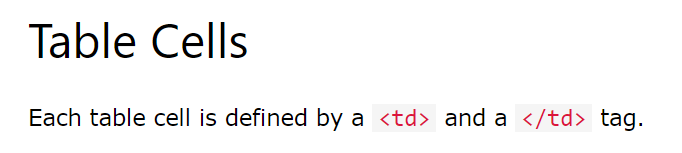 Table Cells
Each table cell is defined by a <td> and a </td> tag.